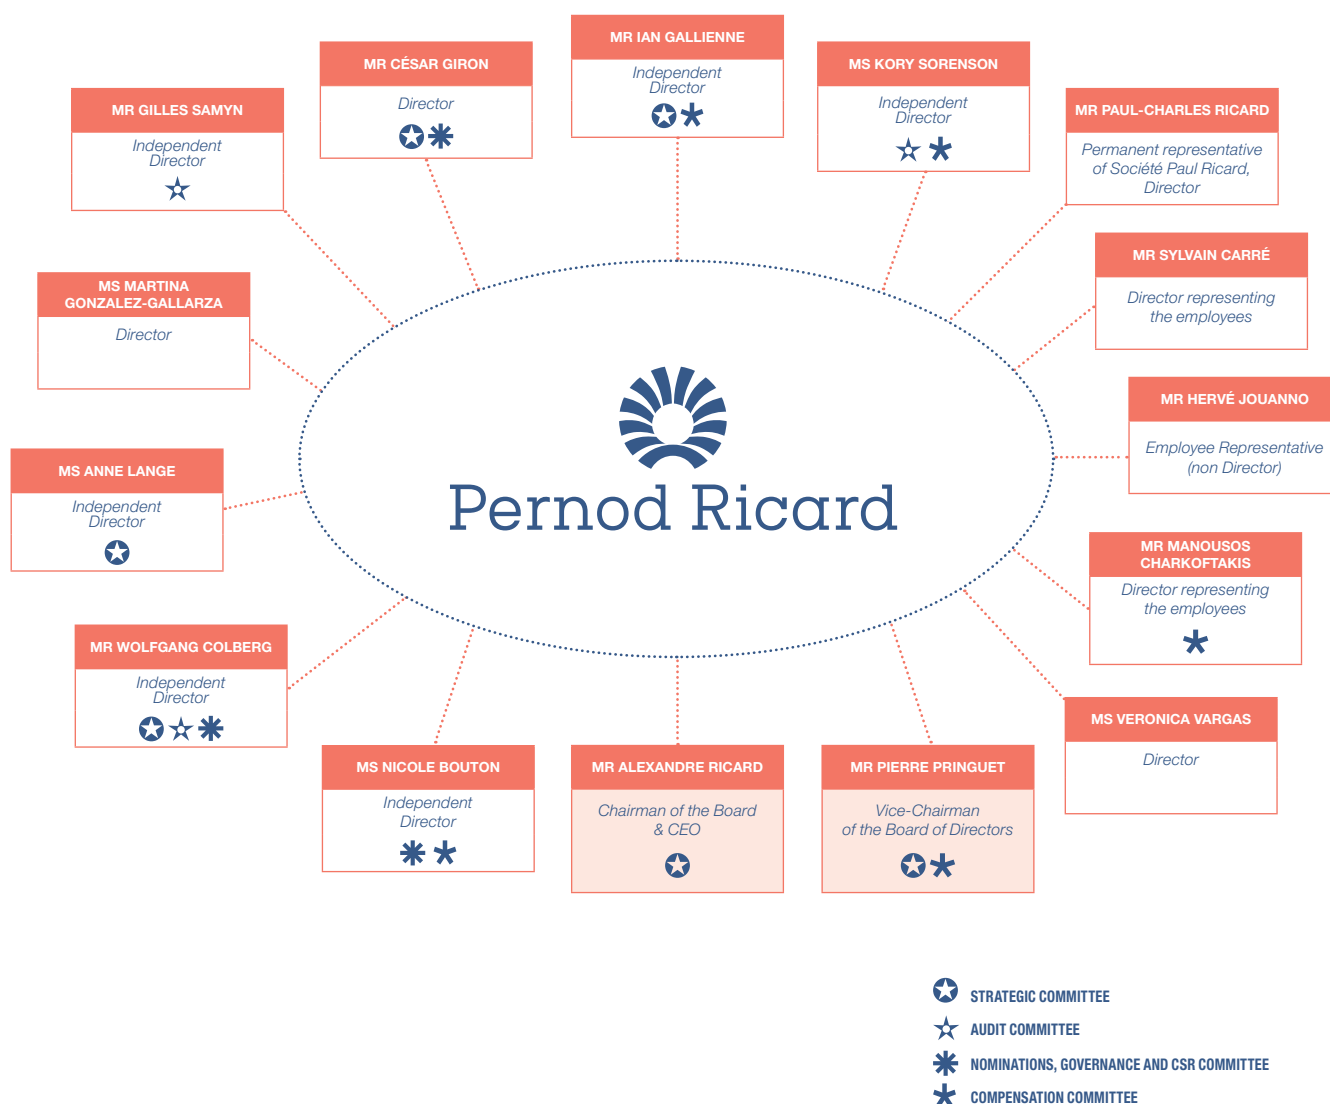 MR IAN GALLIENNE
Independent
Director
MR CÉSAR GIRON
Director
MS KORY SORENSON
Independent
Director
MR GILLES SAMYN
Independent
Director
MR PAUL-CHARLES RICARD
Permanent representative
of Société Paul Ricard,
Director
MS MARTINA
GONZALEZ-GALLARZA
Director
MR SYLVAIN CARRÉ
Director representing
the employees
MR HERVÉ JOUANNO
Employee Representative
(non Director)
MS ANNE LANGE
Independent
Director
Pernod Ricard
MR MANOUSOS
CHARKOFTAKIS
Director representing
the employees
MR WOLFGANG COLBERG
Independent
Director
MS VERONICA VARGAS
Director
MS NICOLE BOUTON
Independent
Director
MR ALEXANDRE RICARD
Chairman of the Board
& CEO
MR PIERRE PRINGUET
Vice-Chairman
of the Board of Directors
STRATEGIC COMMITTEE
AUDIT COMMITTEE
NOMINATIONS, GOVERNANCE AND CSR COMMITTEE
COMPENSATION COMMITTEE